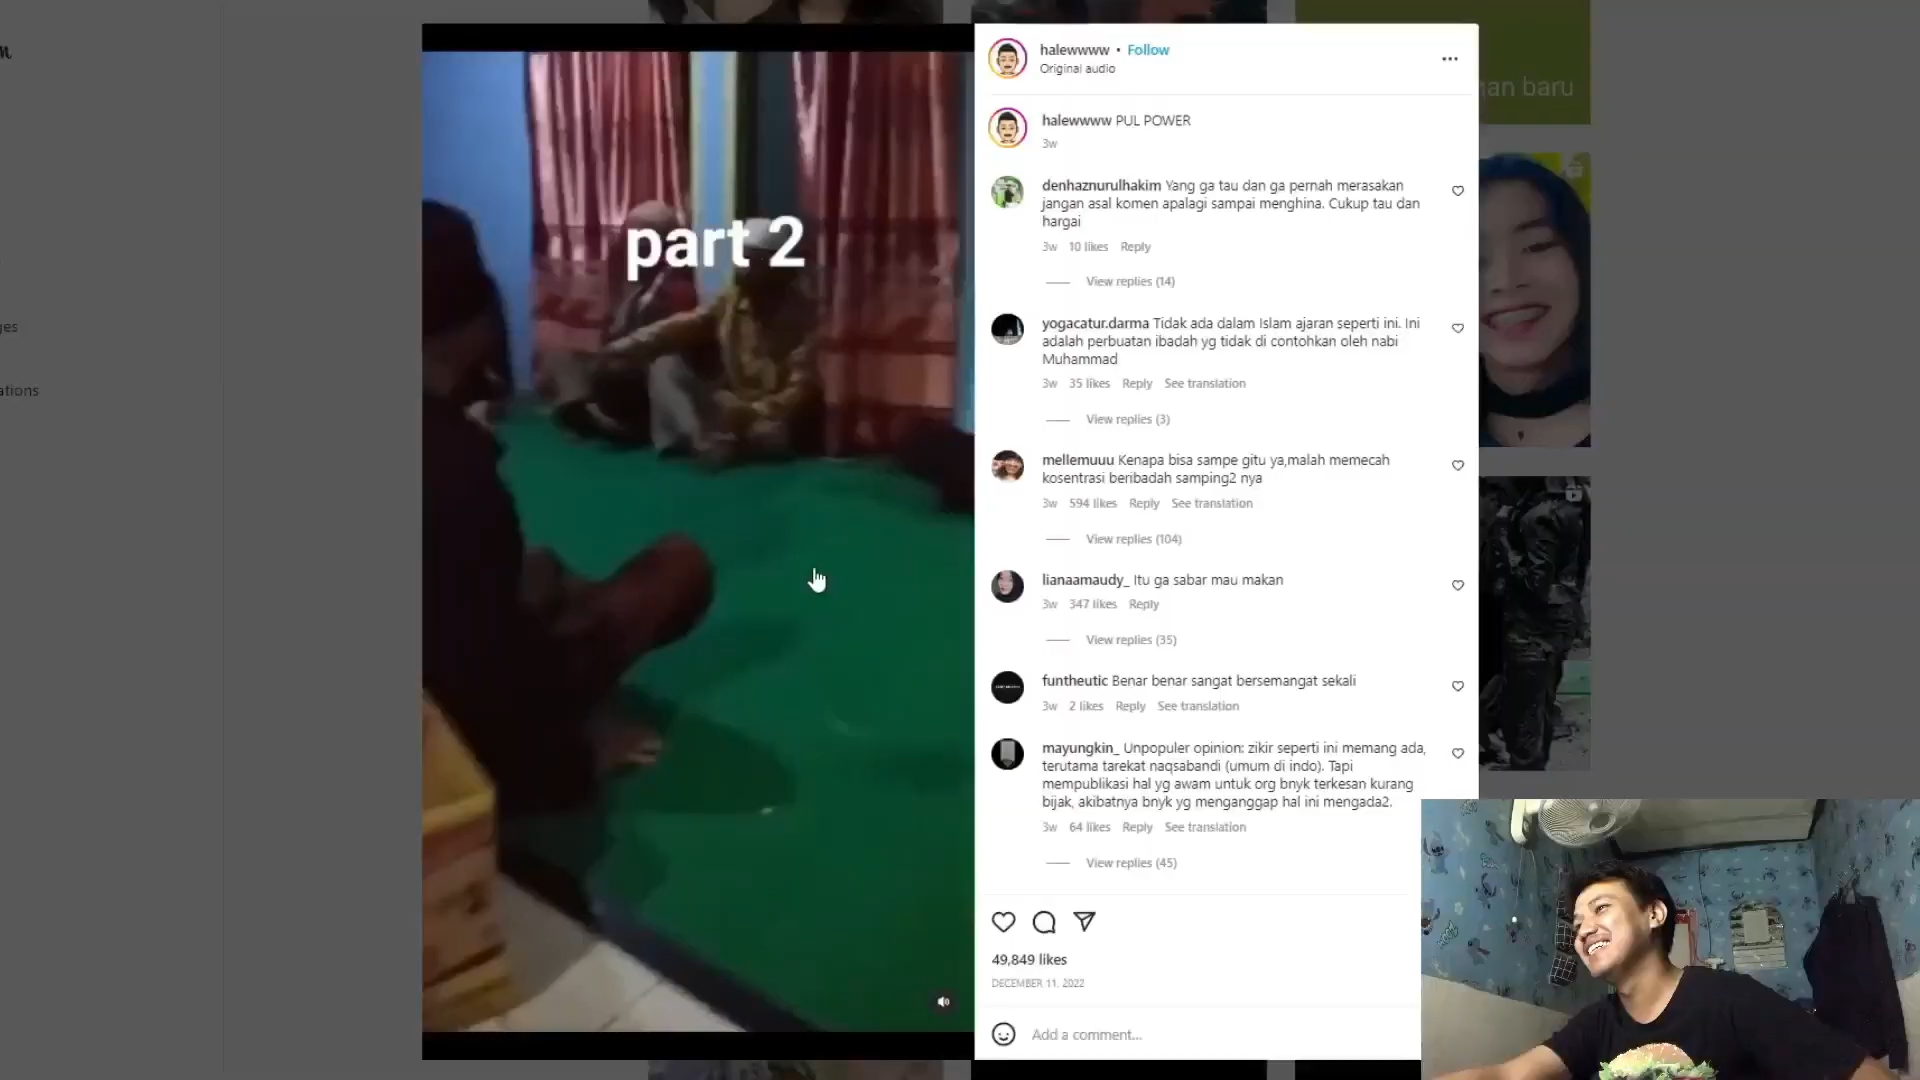 part 2
halewwww • Follow
Original audio
halewwww PUL POWER
3w
denhaznurulhakim Yang ga tau dan ga pernah merasakan
jangan asal komen apalagi sampai menghina. Cukup tau dan
hargai
3w 10 likes Reply
View replies (14)
yogacatur.darma Tidak ada dalam Islam ajaran seperti ini. Ini
adalah perbuatan ibadah yg tidak di contohkan oleh nabi
Muhammad
3w 35 likes Reply See translation
View replies (3)
mellemuuu Kenapa bisa sampe gitu ya,malah memecah
kosentrasi beribadah samping2 nya
3w 594 likes Reply See translation
View replies (104)
lianaamaudy_ Itu ga sabar mau makan
3w 347 likes Reply
View replies (35)
funtheutic Benar benar sangat bersemangat sekali
3w 2 likes Reply See translation
mayungkin_ Unpopuler opinion: zikir seperti ini memang ada,
terutama tarekat naqsabandi (umum di indo). Tapi
mempublikasi hal yg awam untuk org bnyk terkesan kurang
bijak, akibatnya bnyk yg menganggap hal ini mengada2.
3w 64 likes Reply See translation
View replies (45)
49,849 likes
DECEMBER 11, 2022
Add a comment...
an baru
ges
ations